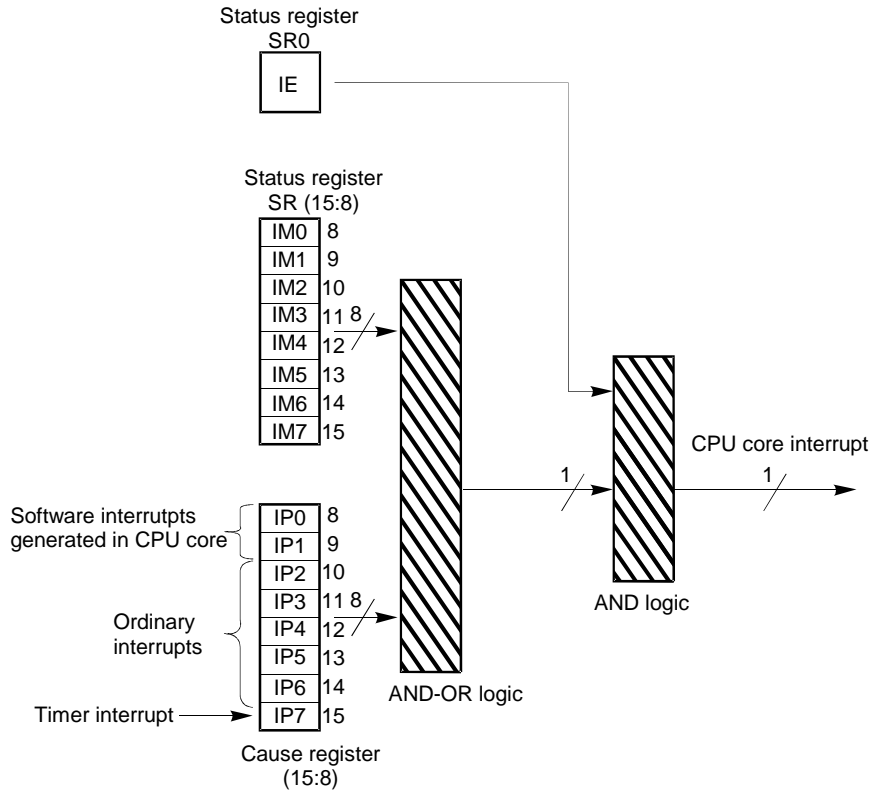 Status register
SR0
IE
Status register
SR (15:8)
IM0 8
IM1 9
IM2 10
IM3 11 8
IM4 12
IM5 13
IM6 14
IM7 15
CPU core interrupt
1
1
Software interrutpts
generated in CPU core
IP0 8
IP1 9
IP2 10
IP3 11 8
IP4 12
IP5 13
IP6 14
IP7 15
Ordinary
interrupts
Timer interrupt
AND logic
AND-OR logic
Cause register
(15:8)